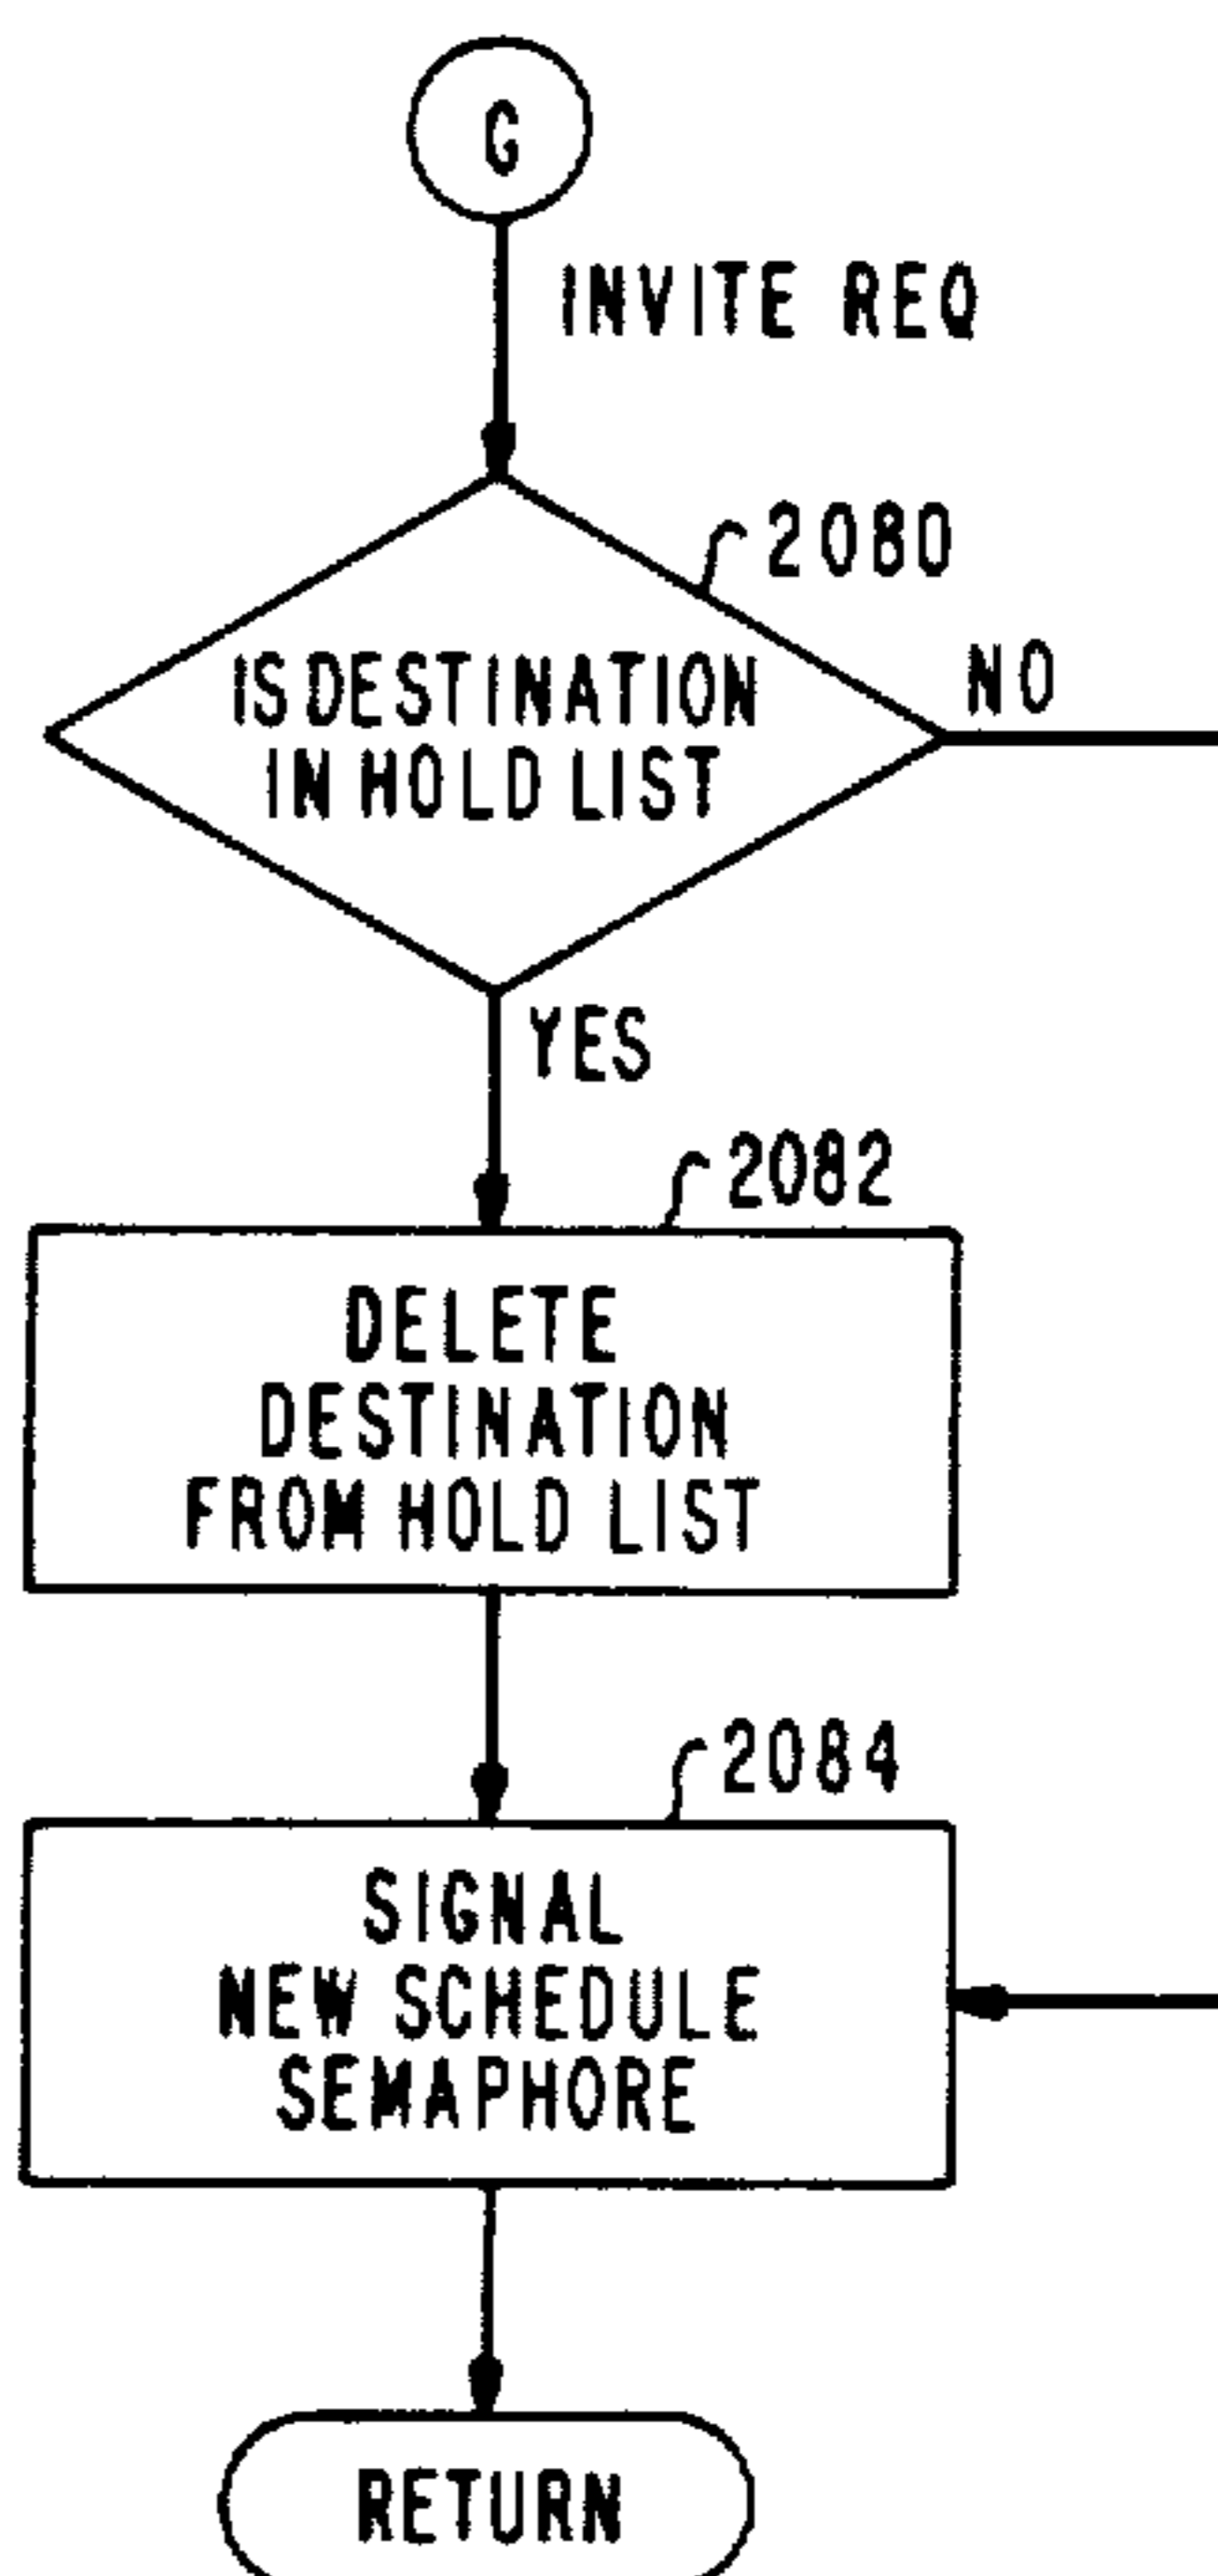 G
INVITE REQ
2080
IS DESTINATION
IN HOLD LIST
NO
YES
2082
DELETE
DESTINATION
FROM HOLD LIST
2084
SIGNAL
NEW SCHEDULE
SEMAPHORE
RETURN